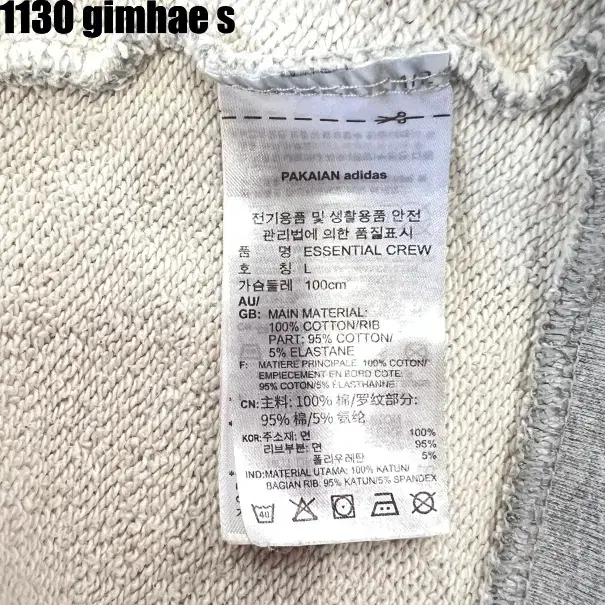 1130 gimhae s
PAKAIAN adidas
전기용품 및 생활용품 안전
관리법에 의한 품질표시
품 명 ESSENTIAL CREW
호 칭 L
가슴둘레 100cm
AU/
GB: MAIN MATERIAL:
100% COTTON/RIB
PART: 95% COTTON/
5% ELASTANE
F: MATIERE PRINCIPALE: 100% COTON/
EMPIECEMENT EN BORD COTE:
95% COTON/5% ELASTHANNE
CN: 主料: 100% 棉/罗纹部分:
95% 棉/5% 氨纶
KOR: 주소재: 면 100%
리브부분: 면 95%
폴리우레탄 5%
IND: MATERIAL UTAMA: 100% KATUN/
BAGIAN RIB: 95% KATUN/5% SPANDEX
40